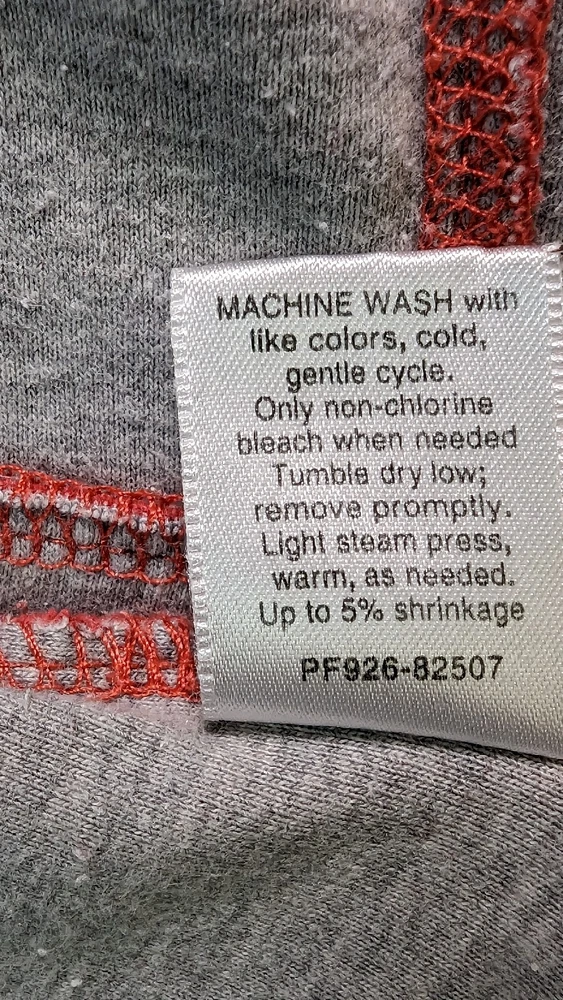 MACHINE WASH with
like colors, cold,
gentle cycle.
Only non-chlorine
bleach when needed
Tumble dry low;
remove promptly.
Light steam press,
warm, as needed.
Up to 5% shrinkage
PF926-82507